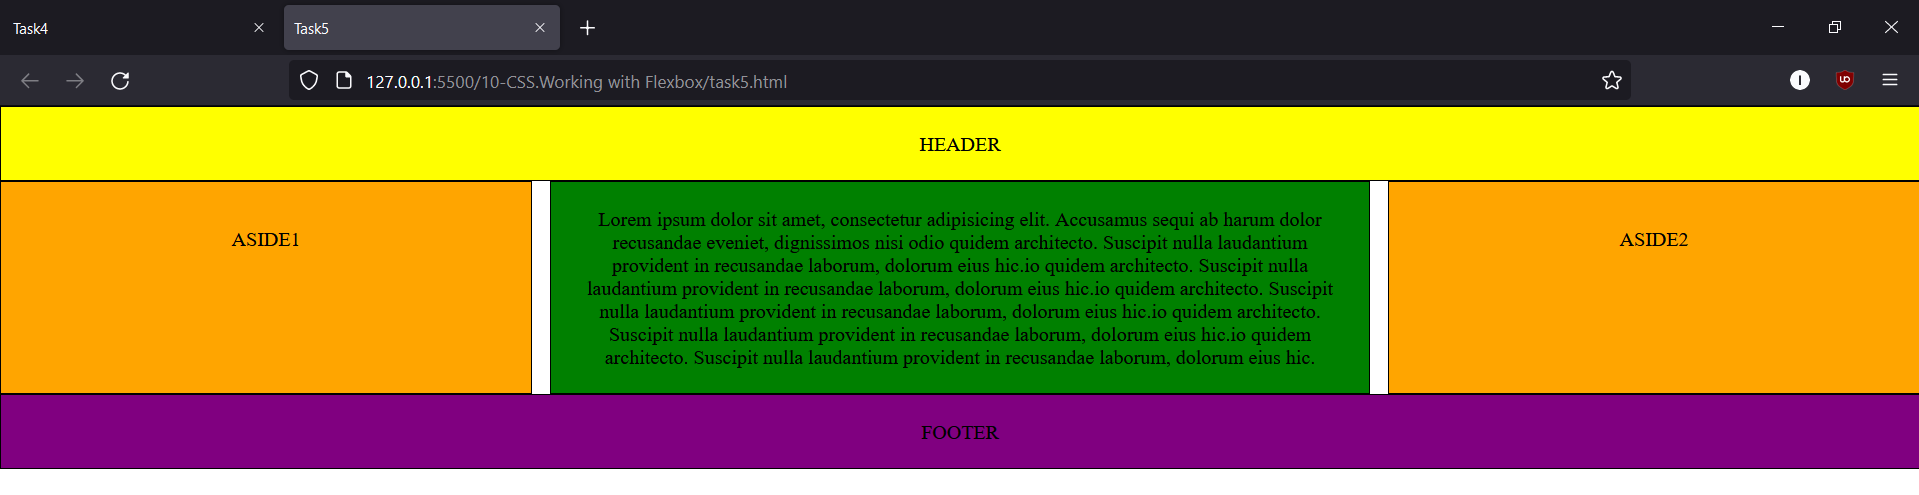 Task4
Task5
127.0.0.1:5500/10-CSS.Working with Flexbox/task5.html
HEADER
ASIDE1
Lorem ipsum dolor sit amet, consectetur adipisicing elit. Accusamus sequi ab harum dolor
recusandae eveniet, dignissimos nisi odio quidem architecto. Suscipit nulla laudantium
provident in recusandae laborum, dolorum eius hic.io quidem architecto. Suscipit nulla
laudantium provident in recusandae laborum, dolorum eius hic.io quidem architecto. Suscipit
nulla laudantium provident in recusandae laborum, dolorum eius hic.io quidem architecto.
Suscipit nulla laudantium provident in recusandae laborum, dolorum eius hic.io quidem
architecto. Suscipit nulla laudantium provident in recusandae laborum, dolorum eius hic.
ASIDE2
FOOTER